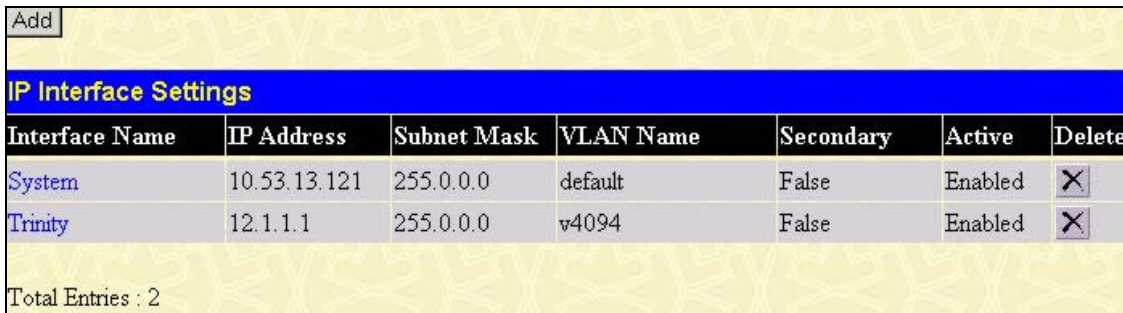 Add
IP Interface Settings
Interface Name IP Address Subnet Mask VLAN Name Secondary Active Delete
System 10.53.13.121 255.0.0.0 default False Enabled
Trinity 12.1.1.1 255.0.0.0 v4094 False Enabled
Total Entries : 2